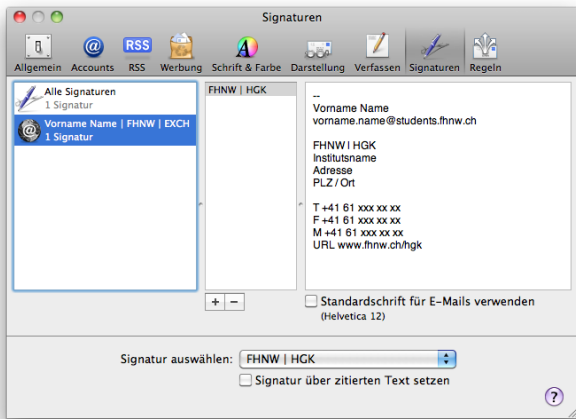 Signaturen
Allgemein Accounts RSS Werbung Schrift & Farbe Darstellung Verfassen Signaturen Regeln
RSS
Alle Signaturen
1 Signatur
Vorname Name | FHNW | EXCH
1 Signatur
FHNW | HGK
--
Vorname Name
vorname.name@students.fhnw.ch
FHNW | HGK
Institutsname
Adresse
PLZ / Ort
T +41 61 xxx xx xx
F +41 61 xxx xx xx
M +41 61 xxx xx xx
URL www.fhnw.ch/hgk
+ −
Standardschrift für E-Mails verwenden
(Helvetica 12)
Signatur auswählen: FHNW | HGK
Signatur über zitierten Text setzen
?